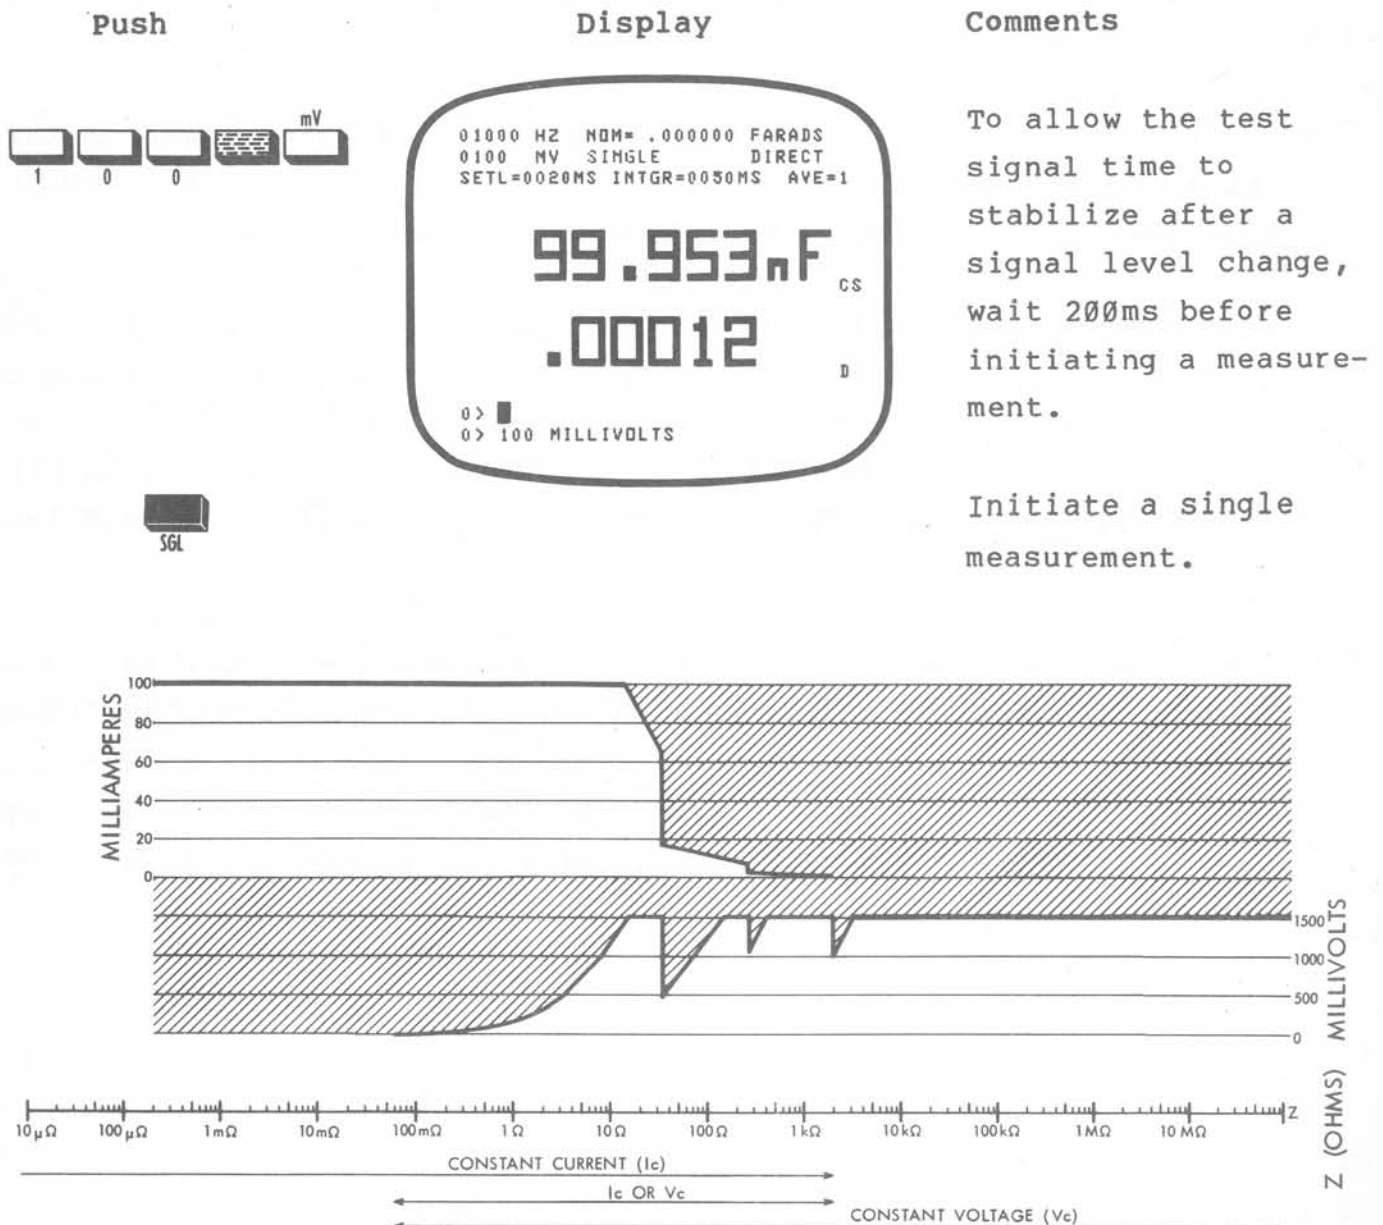 Push Display Comments
mV
1 0 0
01000 HZ NOM= .000000 FARADS
0100 MV SINGLE DIRECT
SETL=0020MS INTGR=0050MS AVE=1
99.953nF CS
.00012 D
0>
0> 100 MILLIVOLTS
To allow the test
signal time to
stabilize after a
signal level change,
wait 2ØØms before
initiating a measure-
ment.
SGL
Initiate a single
measurement.
MILLIAMPERES
100
80
60
40
20
0
1500
1000
500
0
MILLIVOLTS
10μΩ 100μΩ 1mΩ 10mΩ 100mΩ 1Ω 10Ω 100Ω 1kΩ 10kΩ 100kΩ 1MΩ 10MΩ Z
Z (OHMS)
CONSTANT CURRENT (Ic)
Ic OR Vc
CONSTANT VOLTAGE (Vc)